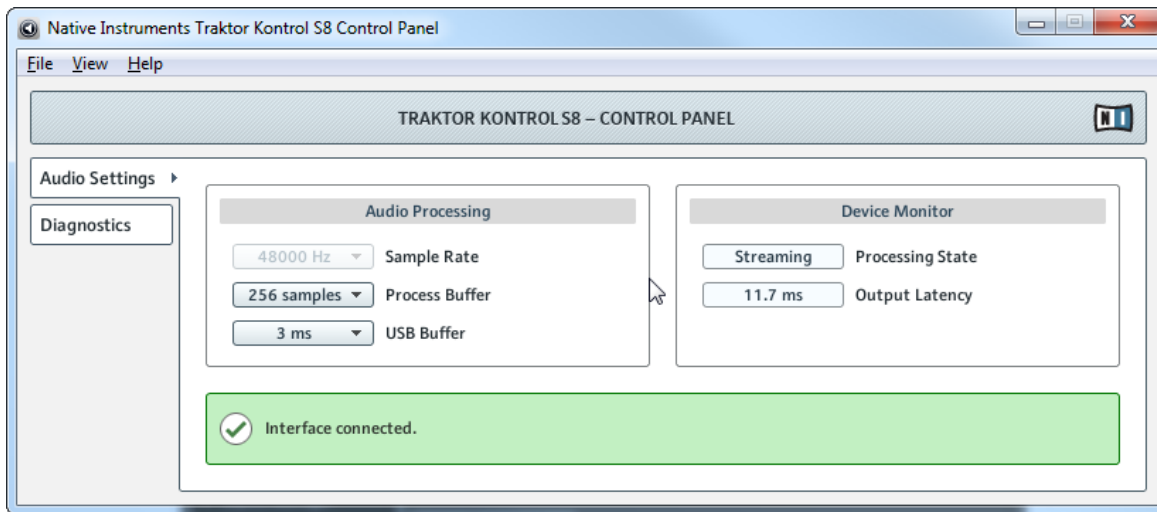 Native Instruments Traktor Kontrol S8 Control Panel
File View Help
TRAKTOR KONTROL S8 – CONTROL PANEL
NI
Audio Settings
Diagnostics
Audio Processing
48000 Hz Sample Rate
256 samples Process Buffer
3 ms USB Buffer
Device Monitor
Streaming Processing State
11.7 ms Output Latency
Interface connected.